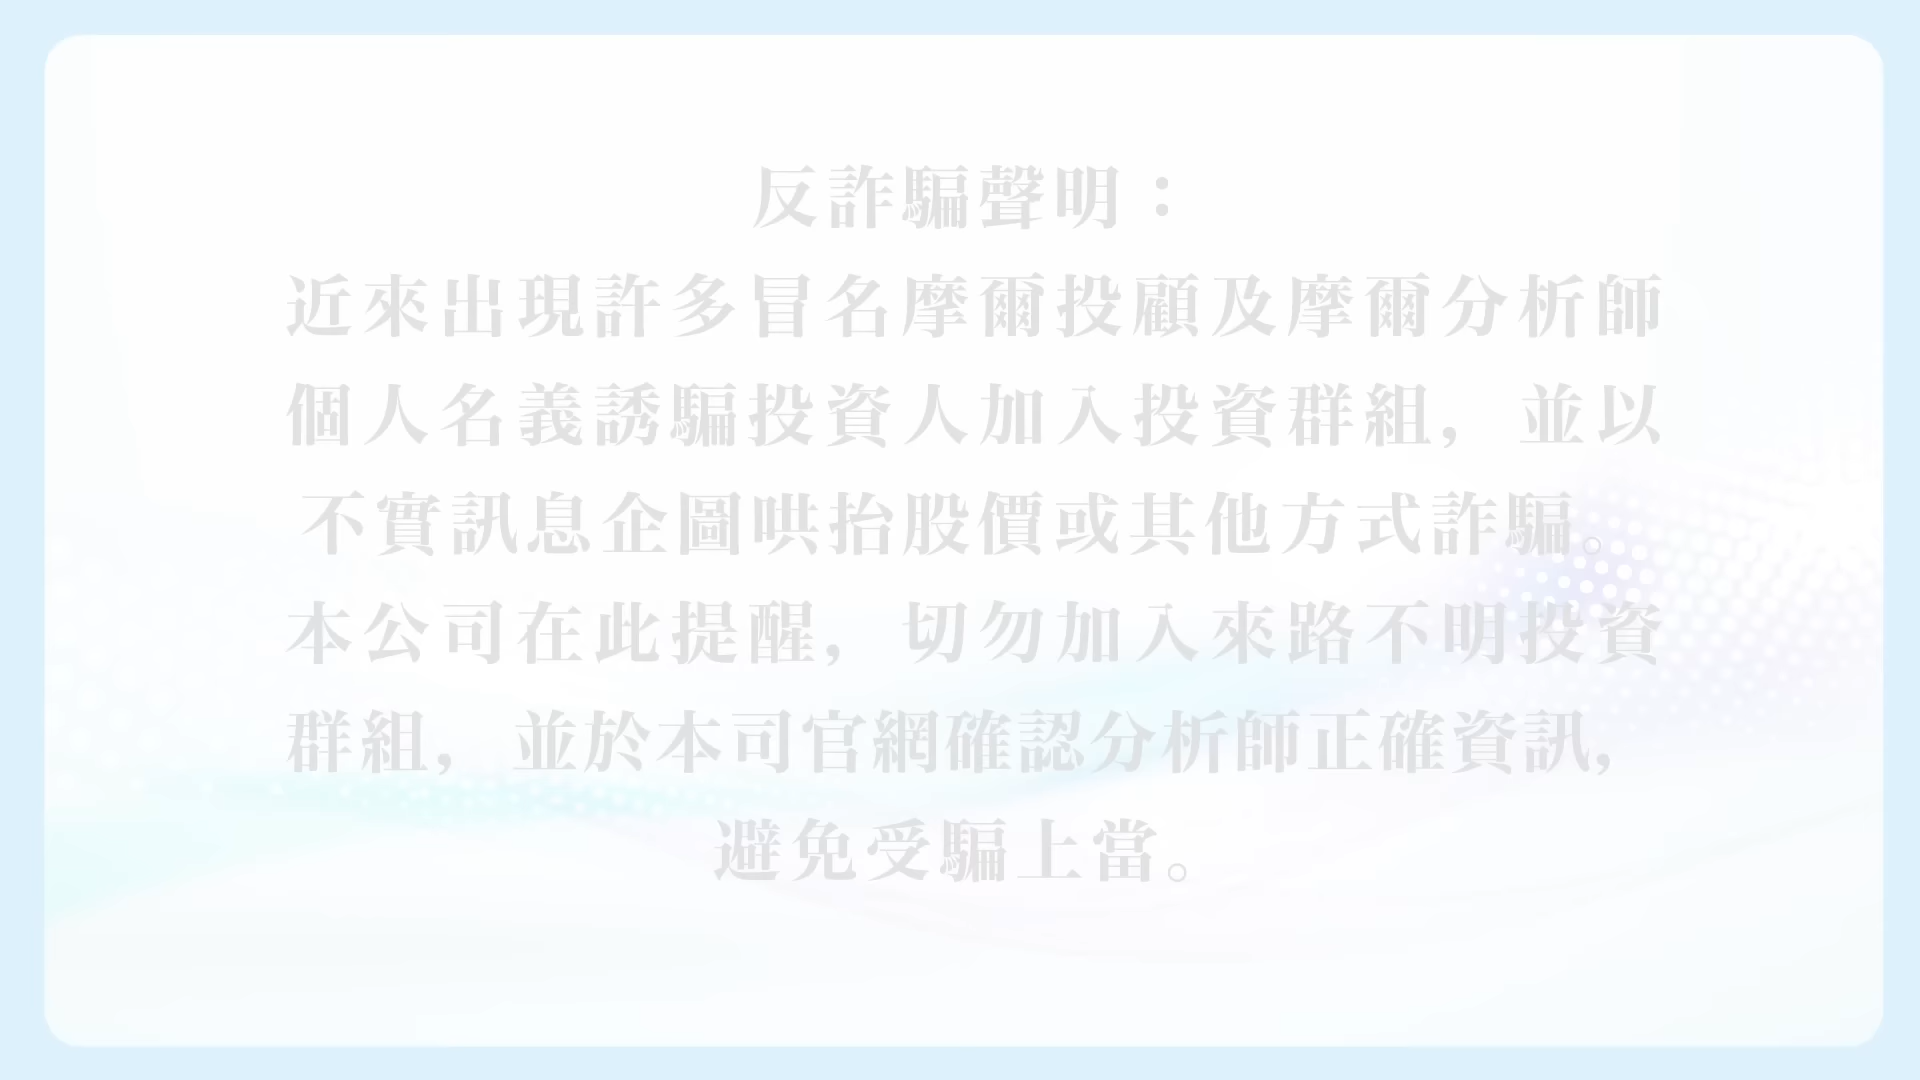 反詐騙聲明：
近來出現許多冒名摩爾投顧及摩爾分析師
個人名義誘騙投資人加入投資群組，並以
不實訊息企圖哄抬股價或其他方式詐騙。
本公司在此提醒，切勿加入來路不明投資
群組，並於本司官網確認分析師正確資訊，
避免受騙上當。